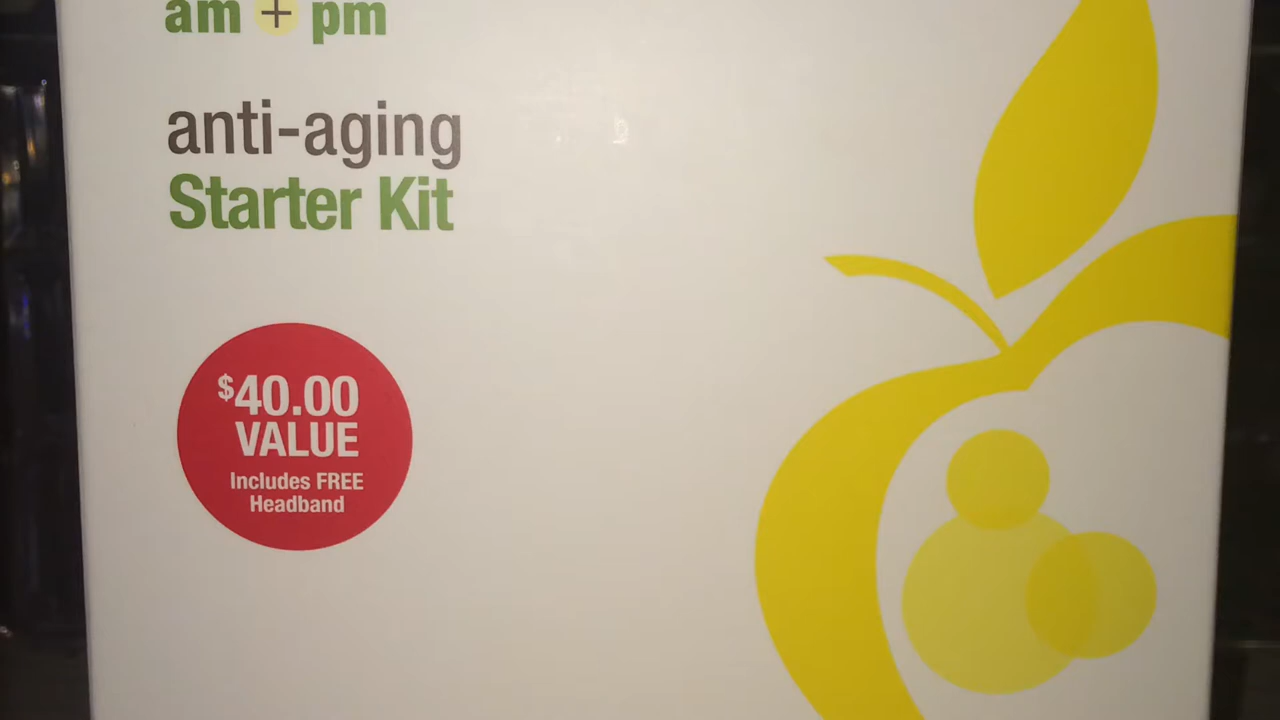 am + pm
anti-aging
Starter Kit
$40.00
VALUE
Includes FREE
Headband